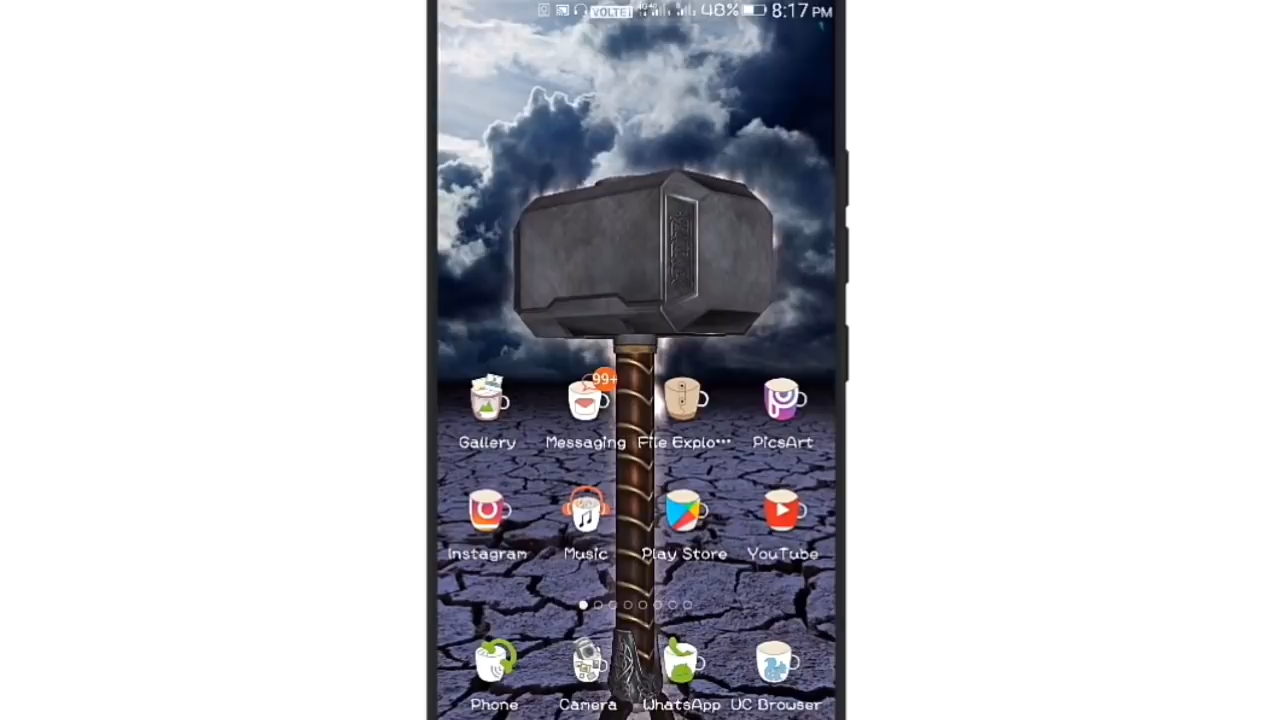 VOLTE 48% 8:17 PM
99+
Gallery Messaging File Explo··· PicsArt
Instagram Music Play Store YouTube
Phone Camera WhatsApp UC Browser